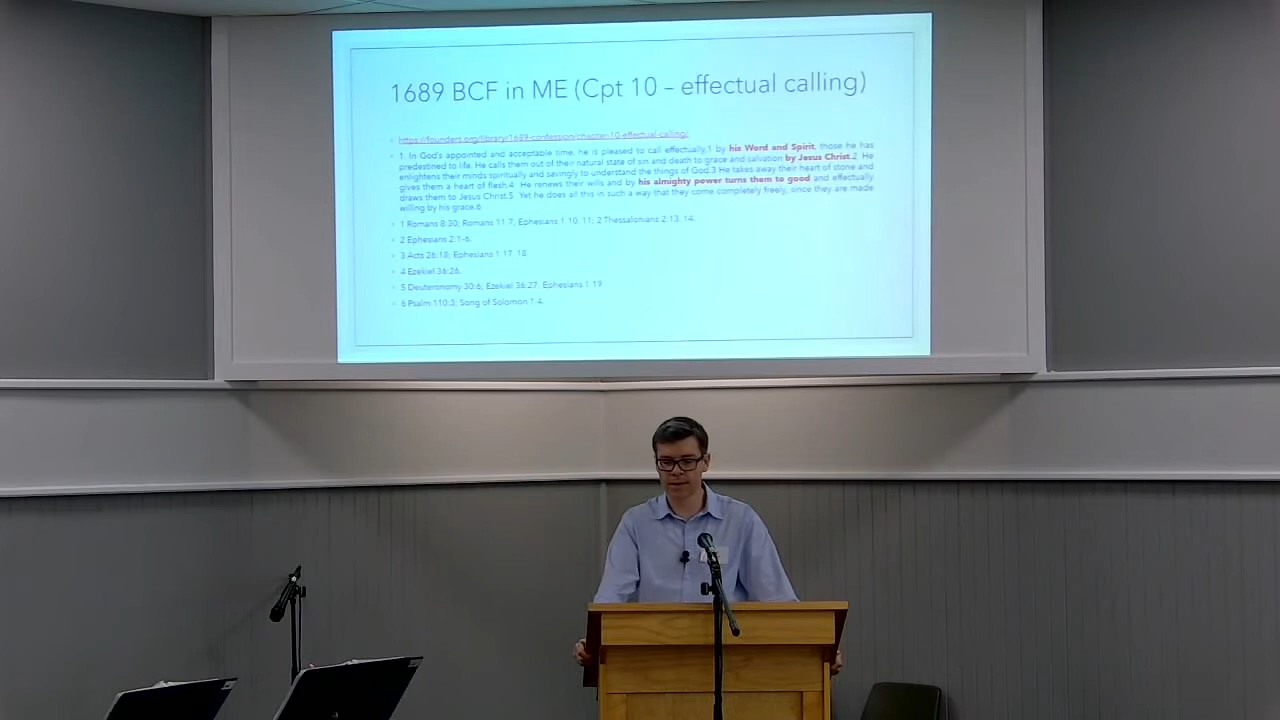 1689 BCF in ME (Cpt 10 – effectual calling)
https://founders.org/library/1689-confession/chapter-10-effectual-calling/
1. In God's appointed and acceptable time, he is pleased to call effectually,1 by his Word and Spirit, those he has
predestined to life. He calls them out of their natural state of sin and death to grace and salvation by Jesus Christ.2 He
enlightens their minds spiritually and savingly to understand the things of God.3 He takes away their heart of stone and
gives them a heart of flesh.4 He renews their wills and by his almighty power turns them to good and effectually
draws them to Jesus Christ.5 Yet he does all this in such a way that they come completely freely, since they are made
willing by his grace.6
1 Romans 8:30; Romans 11:7; Ephesians 1:10, 11; 2 Thessalonians 2:13, 14.
2 Ephesians 2:1-6.
3 Acts 26:18; Ephesians 1:17, 18.
4 Ezekiel 36:26.
5 Deuteronomy 30:6; Ezekiel 36:27; Ephesians 1:19.
6 Psalm 110:3; Song of Solomon 1:4.